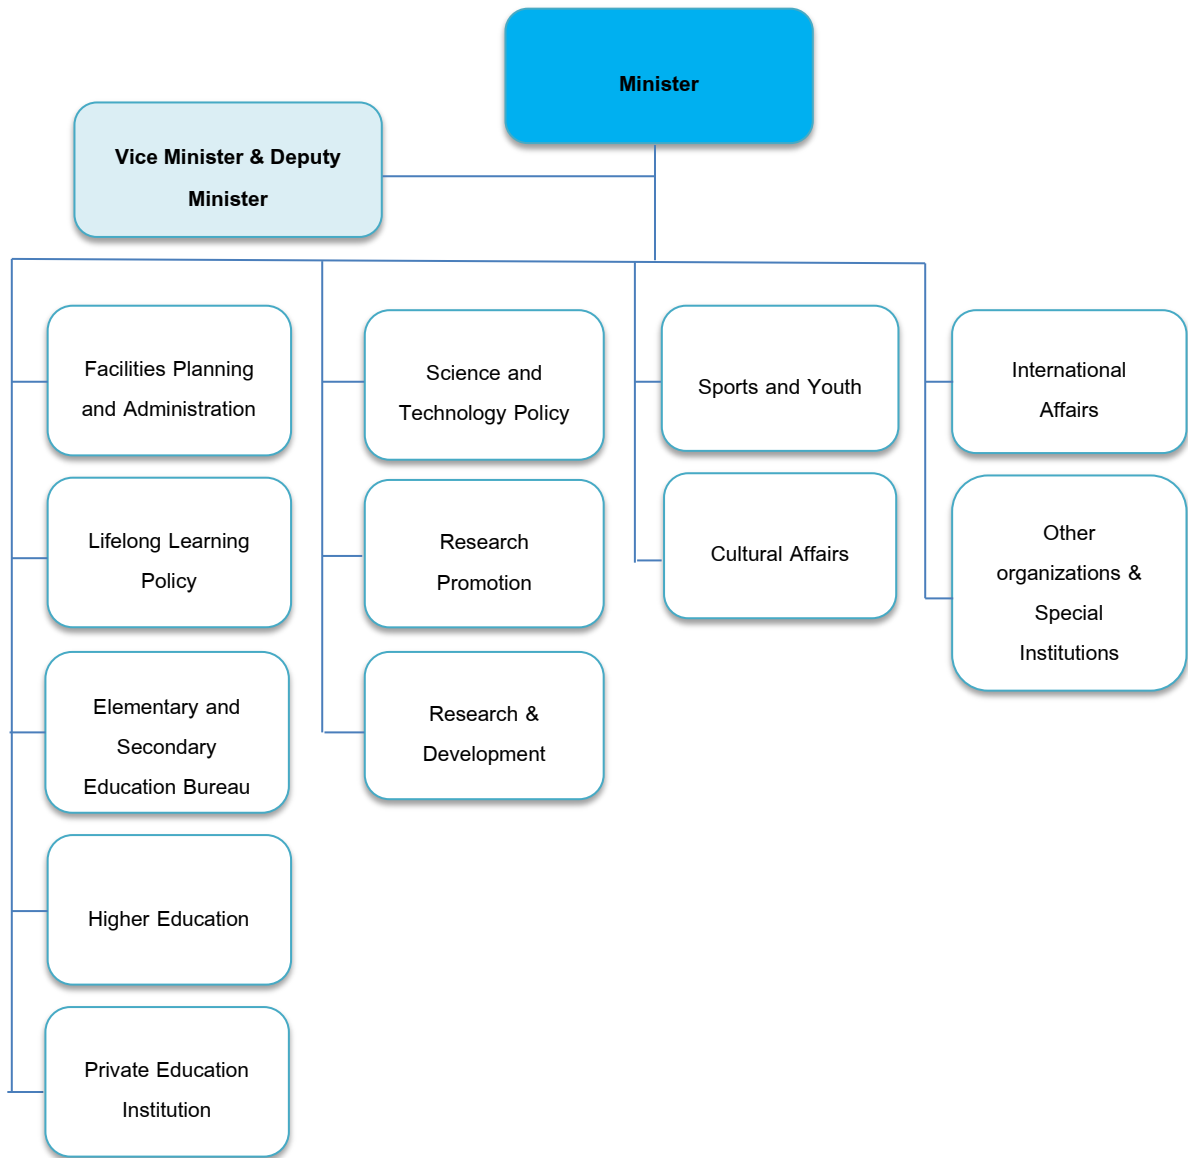 Minister
Vice Minister & Deputy
Minister
Facilities Planning
and Administration
Lifelong Learning
Policy
Elementary and
Secondary
Education Bureau
Higher Education
Private Education
Institution
Science and
Technology Policy
Research
Promotion
Research &
Development
Sports and Youth
Cultural Affairs
International
Affairs
Other
organizations &
Special
Institutions